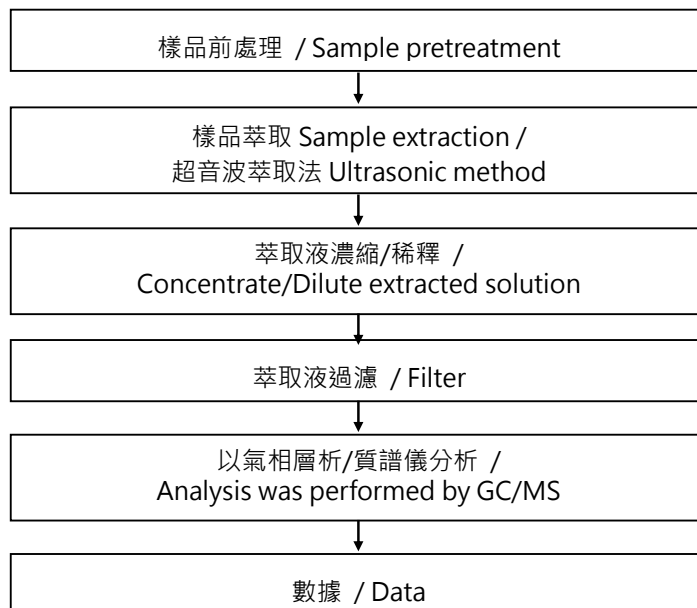 樣品前處理 / Sample pretreatment
樣品萃取 Sample extraction /
超音波萃取法 Ultrasonic method
萃取液濃縮/稀釋 /
Concentrate/Dilute extracted solution
萃取液過濾 / Filter
以氣相層析/質譜儀分析 /
Analysis was performed by GC/MS
數據 / Data